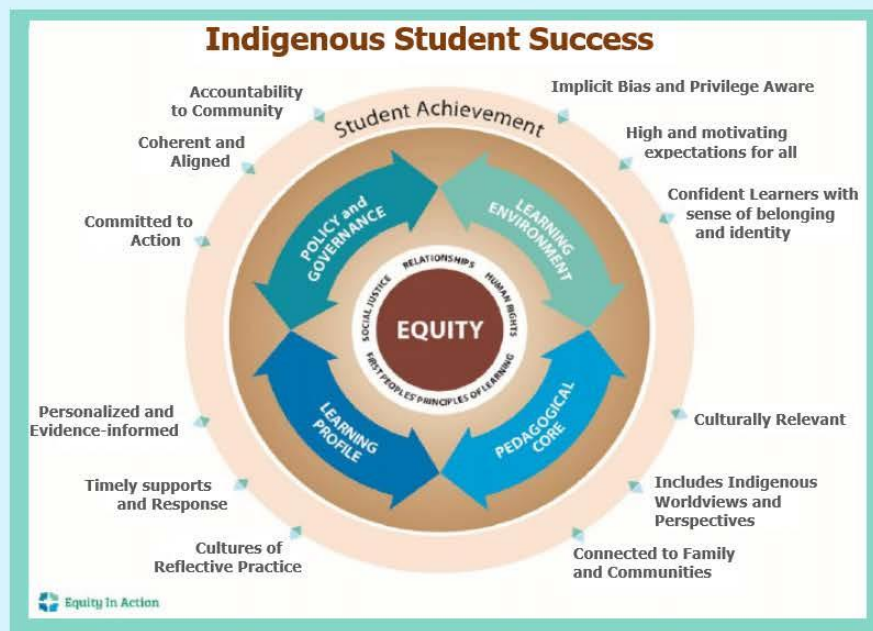 Indigenous Student Success
Accountability
to Community
Coherent and
Aligned
Committed to
Action
Implicit Bias and Privilege Aware
High and motivating
expectations for all
Confident Learners with
sense of belonging
and identity
Student Achievement
POLICY and
GOVERNANCE
LEARNING
ENVIRONMENT
SOCIAL JUSTICE
RELATIONSHIPS
HUMAN RIGHTS
EQUITY
FIRST PEOPLES' PRINCIPLES OF LEARNING
LEARNING
PROFILE
PEDAGOGICAL
CORE
Personalized and
Evidence-informed
Timely supports
and Response
Cultures of
Reflective Practice
Culturally Relevant
Includes Indigenous
Worldviews and
Perspectives
Connected to Family
and Communities
Equity In Action